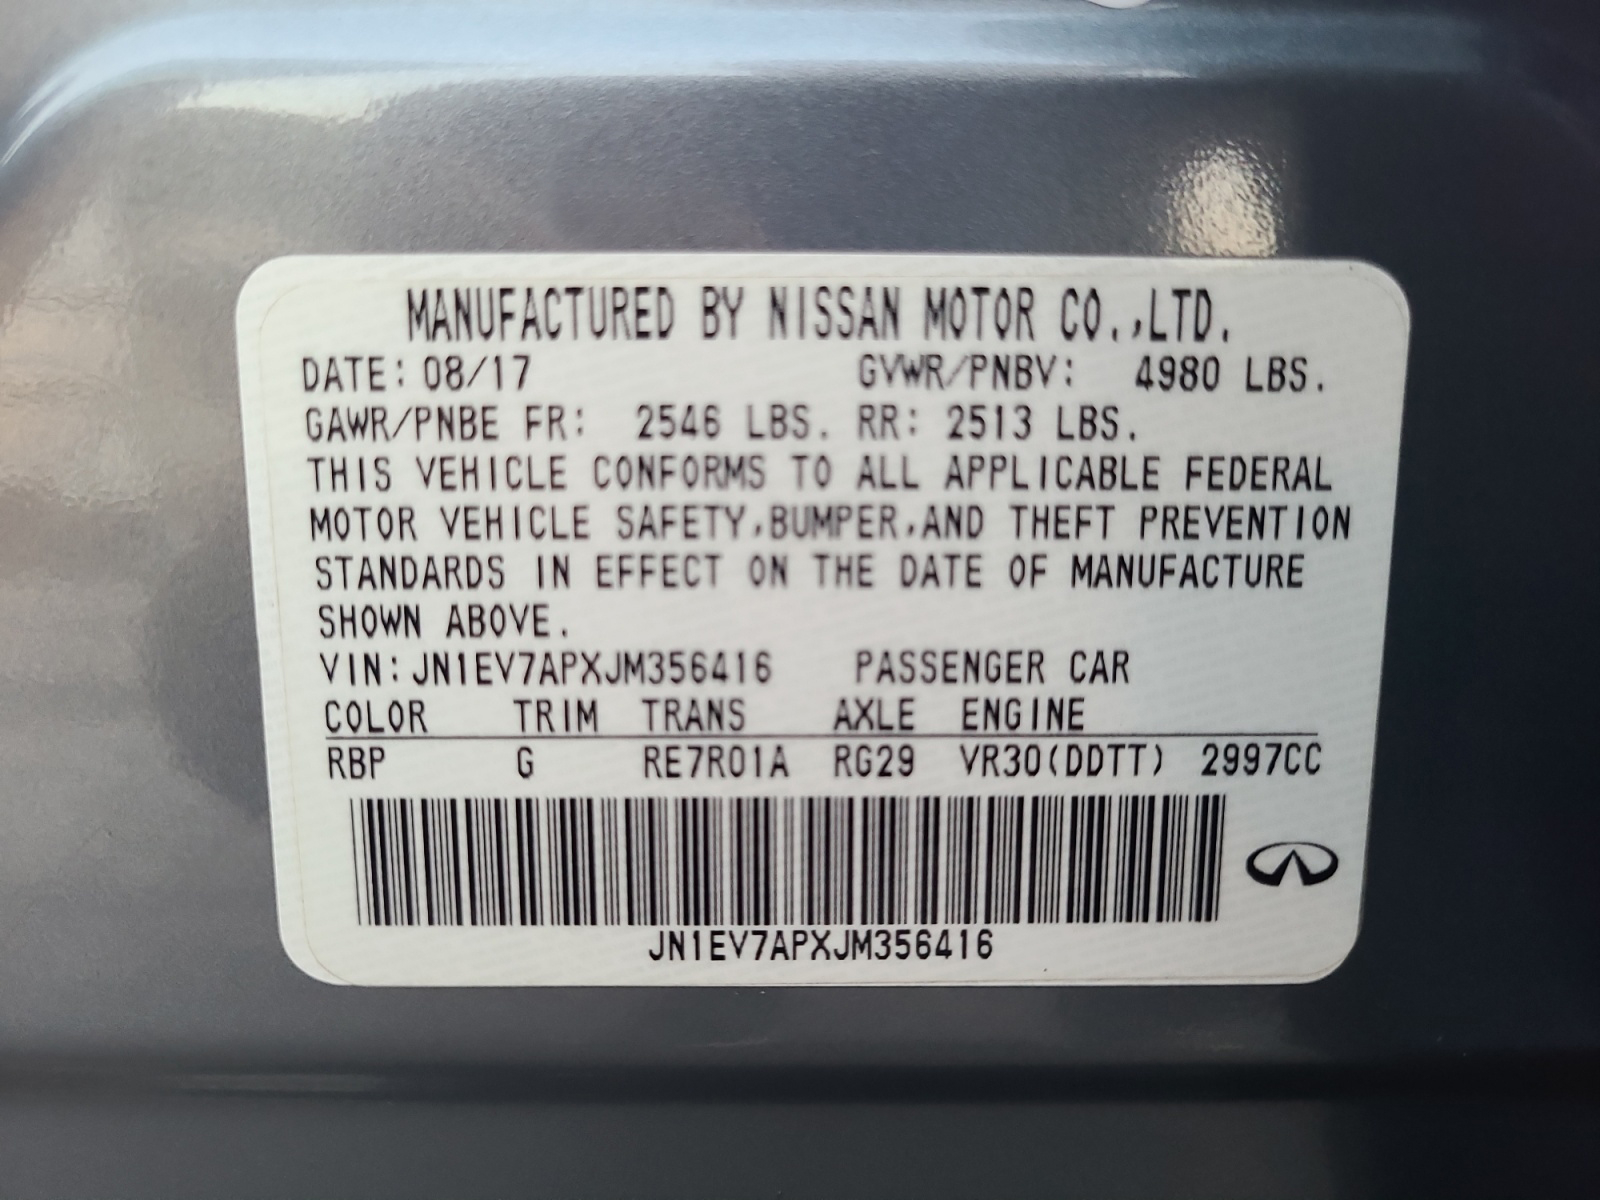 MANUFACTURED BY NISSAN MOTOR CO.,LTD.
DATE: 08/17 GVWR/PNBV: 4980 LBS.
GAWR/PNBE FR: 2546 LBS. RR: 2513 LBS.
THIS VEHICLE CONFORMS TO ALL APPLICABLE FEDERAL
MOTOR VEHICLE SAFETY,BUMPER,AND THEFT PREVENTION
STANDARDS IN EFFECT ON THE DATE OF MANUFACTURE
SHOWN ABOVE.
VIN:JN1EV7APXJM356416 PASSENGER CAR
COLOR TRIM TRANS AXLE ENGINE
RBP G RE7R01A RG29 VR30(DDTT) 2997CC
JN1EV7APXJM356416